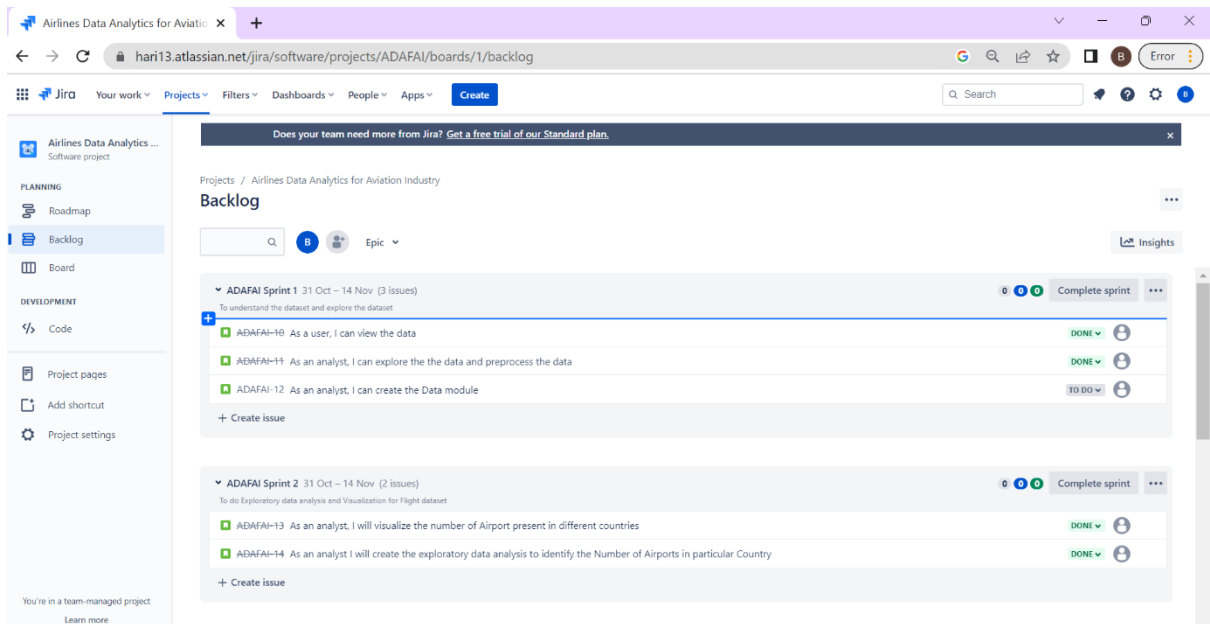 Airlines Data Analytics for Aviatio
hari13.atlassian.net/jira/software/projects/ADAFAI/boards/1/backlog
B
Error
Jira Your work Projects Filters Dashboards People Apps Create Search B
Does your team need more from Jira? Get a free trial of our Standard plan.
Airlines Data Analytics ...
Software project
PLANNING
Roadmap
Backlog
Board
DEVELOPMENT
Code
Project pages
Add shortcut
Project settings
You're in a team-managed project
Learn more
Projects / Airlines Data Analytics for Aviation Industry
Backlog
B Epic Insights
ADAFAI Sprint 1 31 Oct – 14 Nov (3 issues) 0 0 0 Complete sprint
To understand the dataset and explore the dataset
ADAFAI-10 As a user, I can view the data DONE
ADAFAI-11 As an analyst, I can explore the the data and preprocess the data DONE
ADAFAI-12 As an analyst, I can create the Data module TO DO
+ Create issue
ADAFAI Sprint 2 31 Oct – 14 Nov (2 issues) 0 0 0 Complete sprint
To do Exploratory data analysis and Visualization for Flight dataset
ADAFAI-13 As an analyst, I will visualize the number of Airport present in different countries DONE
ADAFAI-14 As an analyst I will create the exploratory data analysis to identify the Number of Airports in particular Country DONE
+ Create issue